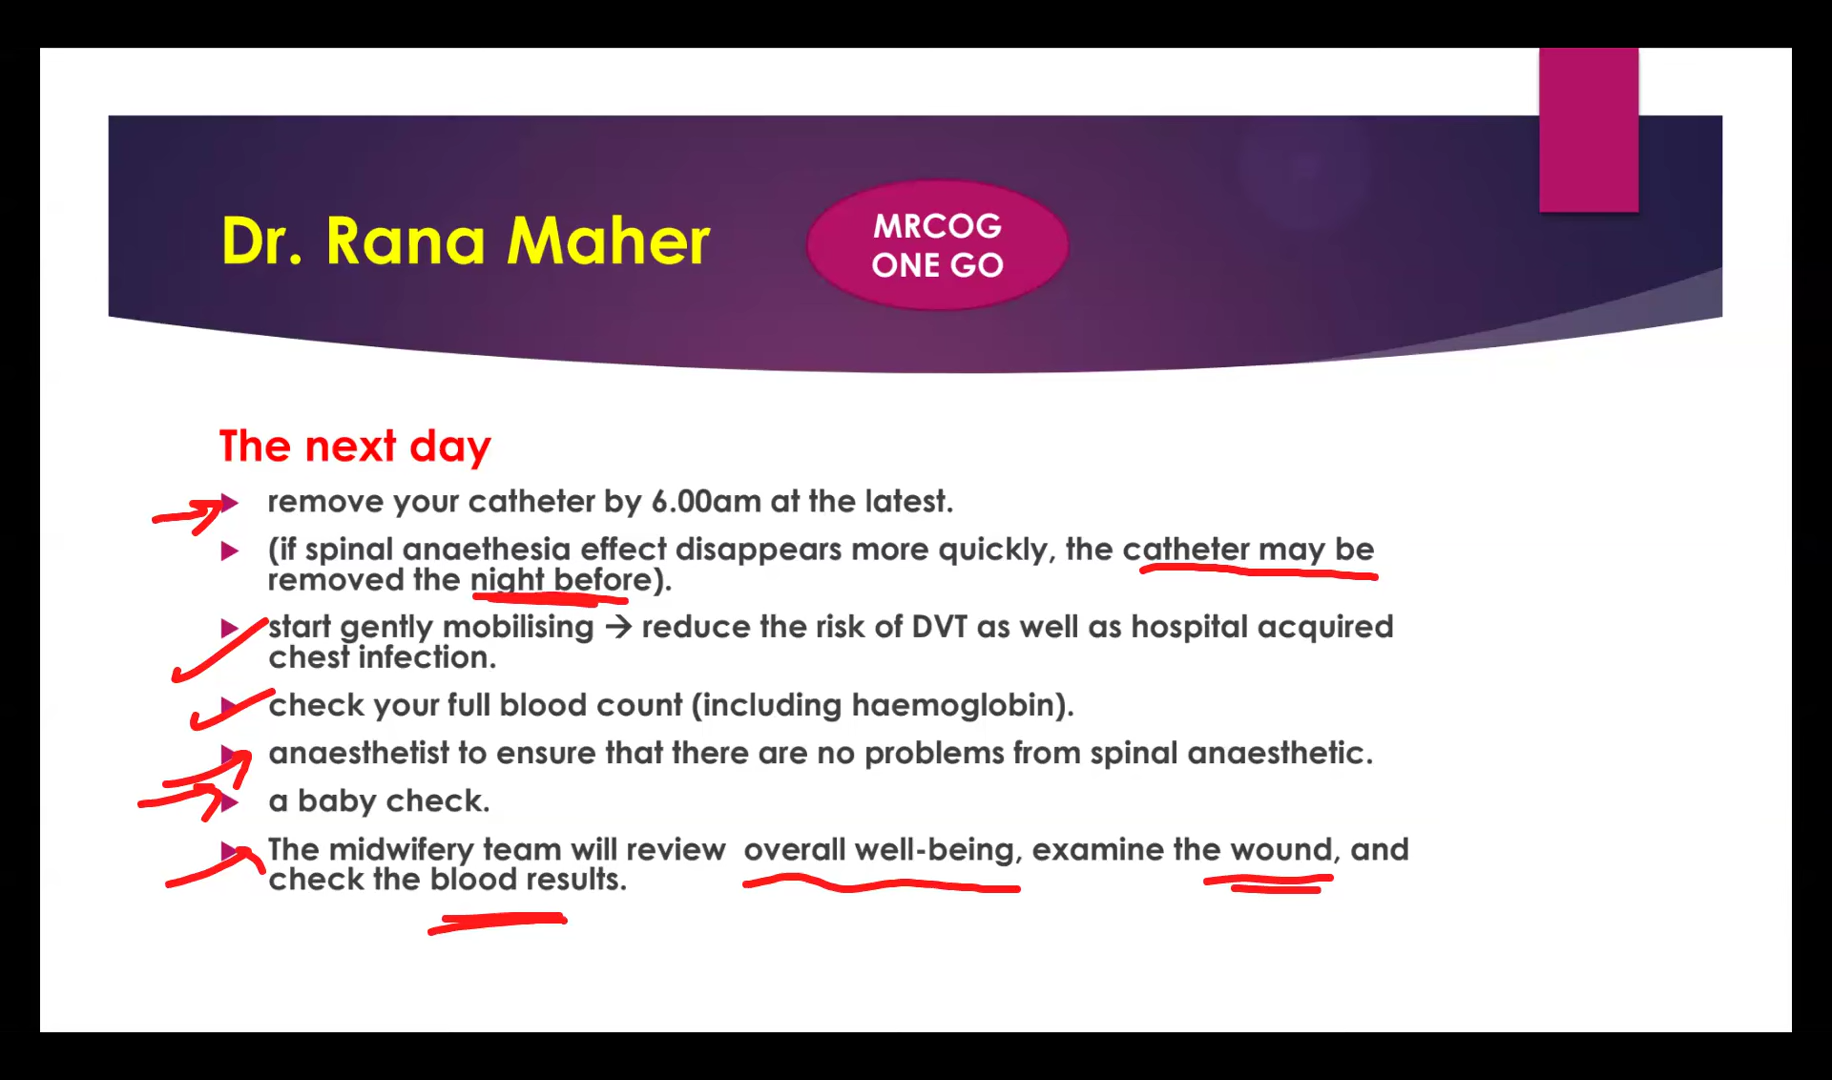 Dr. Rana Maher
MRCOG
ONE GO
The next day
remove your catheter by 6.00am at the latest.
(if spinal anaethesia effect disappears more quickly, the catheter may be
removed the night before).
start gently mobilising → reduce the risk of DVT as well as hospital acquired
chest infection.
check your full blood count (including haemoglobin).
anaesthetist to ensure that there are no problems from spinal anaesthetic.
a baby check.
The midwifery team will review overall well-being, examine the wound, and
check the blood results.